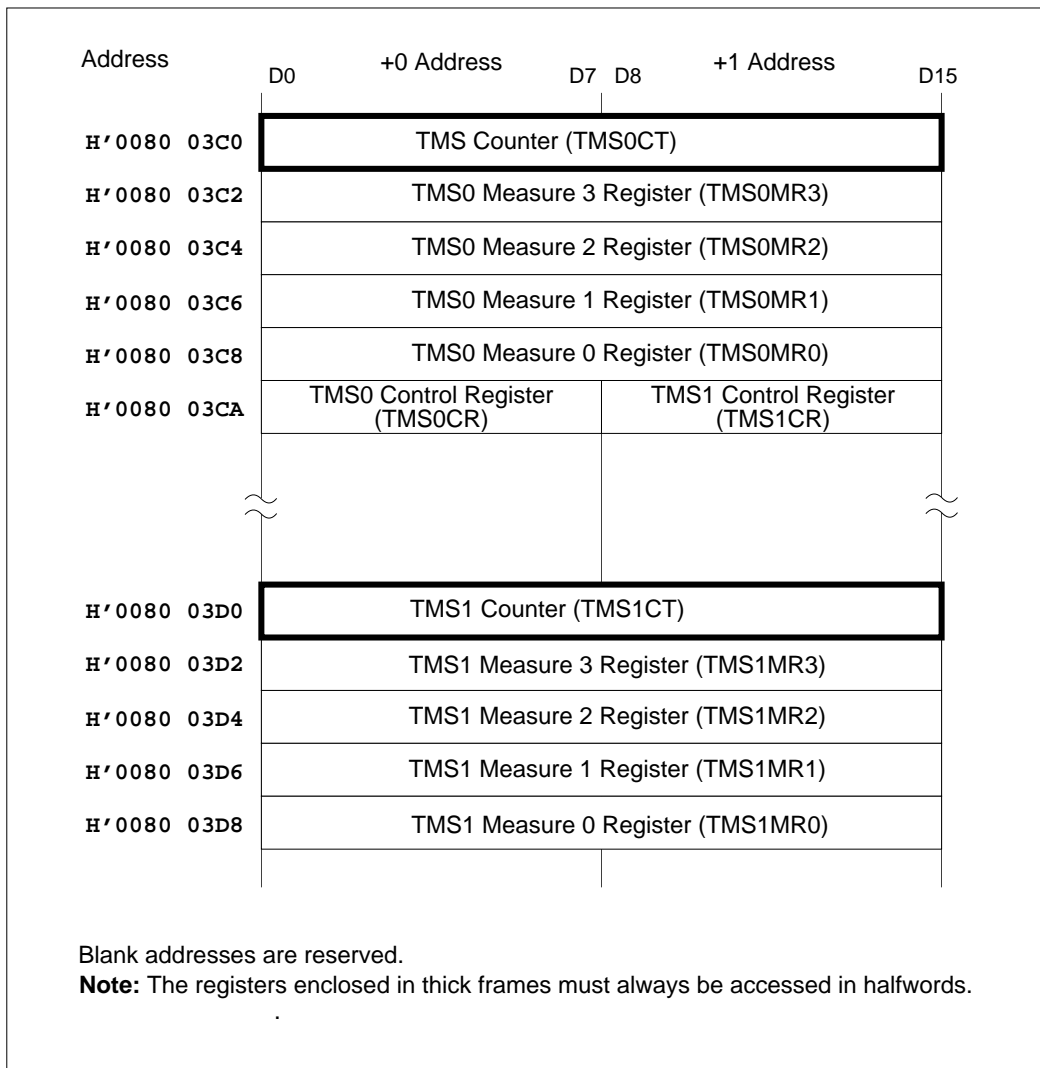 Address
D0 +0 Address D7 D8 +1 Address D15
H'0080 03C0 TMS Counter (TMS0CT)
H'0080 03C2 TMS0 Measure 3 Register (TMS0MR3)
H'0080 03C4 TMS0 Measure 2 Register (TMS0MR2)
H'0080 03C6 TMS0 Measure 1 Register (TMS0MR1)
H'0080 03C8 TMS0 Measure 0 Register (TMS0MR0)
H'0080 03CA TMS0 Control Register TMS1 Control Register
(TMS0CR) (TMS1CR)
H'0080 03D0 TMS1 Counter (TMS1CT)
H'0080 03D2 TMS1 Measure 3 Register (TMS1MR3)
H'0080 03D4 TMS1 Measure 2 Register (TMS1MR2)
H'0080 03D6 TMS1 Measure 1 Register (TMS1MR1)
H'0080 03D8 TMS1 Measure 0 Register (TMS1MR0)
Blank addresses are reserved.
Note: The registers enclosed in thick frames must always be accessed in halfwords.
.